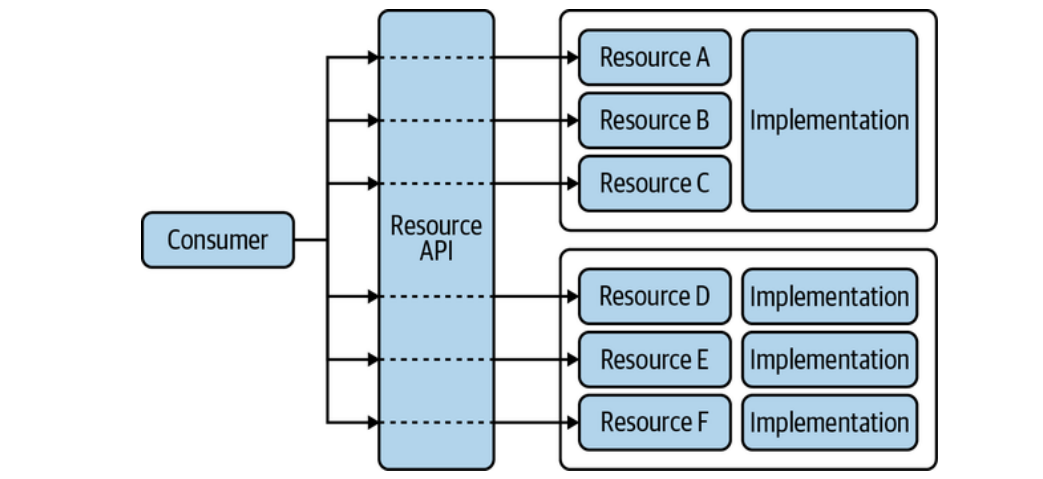 Consumer
Resource
API
Resource A
Resource B
Resource C
Implementation
Resource D
Implementation
Resource E
Implementation
Resource F
Implementation